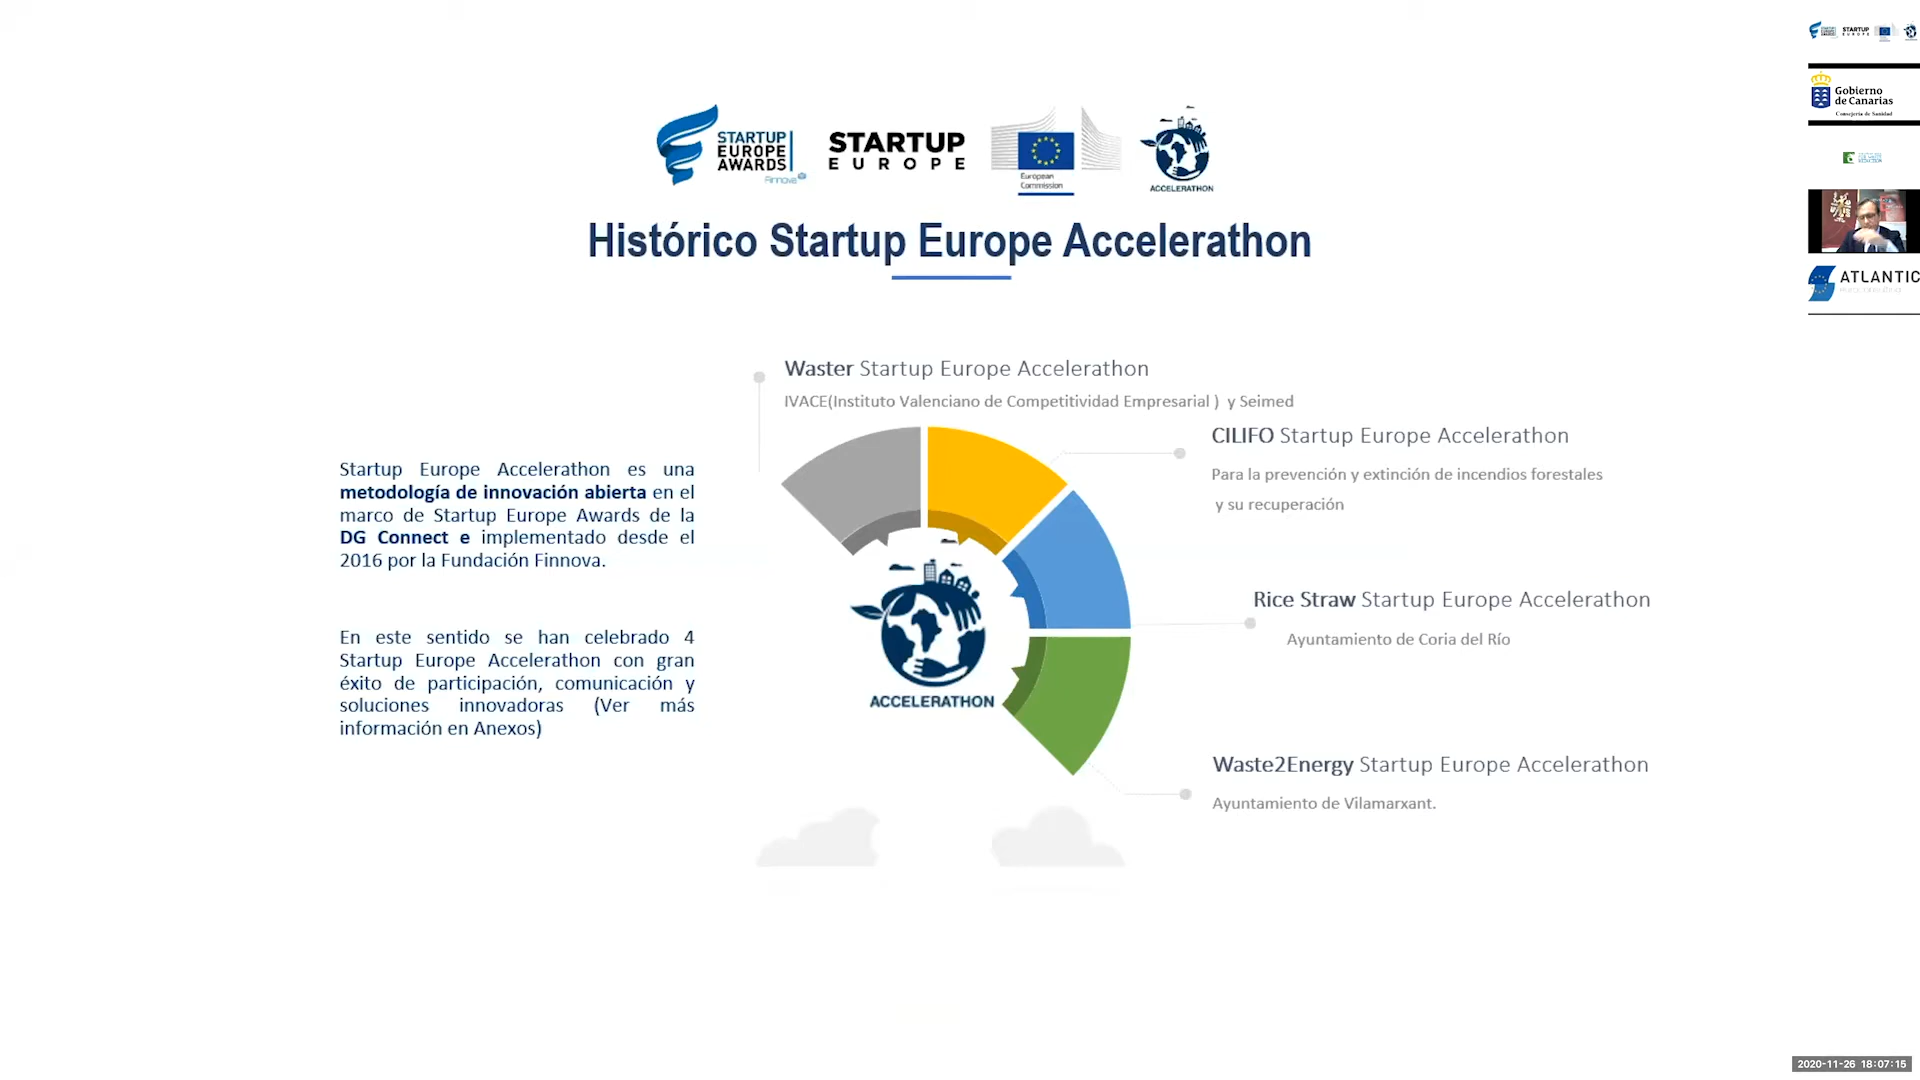 STARTUP
EUROPE
AWARDS
Finnova
STARTUP
EUROPE
European
Commission
ACCELERATHON
Histórico Startup Europe Accelerathon
Startup Europe Accelerathon es una
metodología de innovación abierta en el
marco de Startup Europe Awards de la
DG Connect e implementado desde el
2016 por la Fundación Finnova.
En este sentido se han celebrado 4
Startup Europe Accelerathon con gran
éxito de participación, comunicación y
soluciones innovadoras (Ver más
información en Anexos)
Waster Startup Europe Accelerathon
IVACE(Instituto Valenciano de Competitividad Empresarial ) y Seimed
CILIFO Startup Europe Accelerathon
Para la prevención y extinción de incendios forestales
y su recuperación
Rice Straw Startup Europe Accelerathon
Ayuntamiento de Coria del Río
Waste2Energy Startup Europe Accelerathon
Ayuntamiento de Vilamarxant.
ACCELERATHON
STARTUP
EUROPE
Gobierno
de Canarias
Consejería de Sanidad
ATLANTIC
2020-11-26 18:07:15